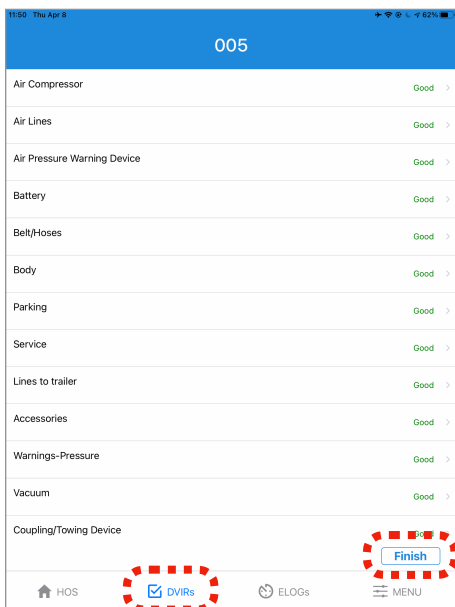 11:50 Thu Apr 8 62%
005
Air Compressor Good
Air Lines Good
Air Pressure Warning Device Good
Battery Good
Belt/Hoses Good
Body Good
Parking Good
Service Good
Lines to trailer Good
Accessories Good
Warnings-Pressure Good
Vacuum Good
Coupling/Towing Device Good
Finish
HOS DVIRs ELOGs MENU